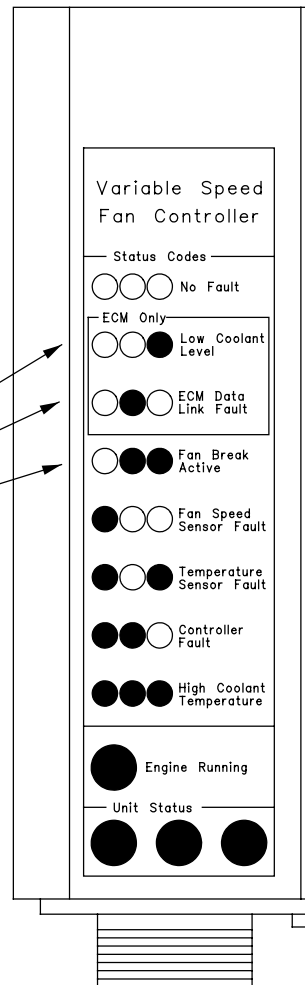 Variable Speed
Fan Controller
Status Codes
No Fault
ECM Only
Low Coolant
Level
ECM Data
Link Fault
Fan Break
Active
Fan Speed
Sensor Fault
Temperature
Sensor Fault
Controller
Fault
High Coolant
Temperature
Engine Running
Unit Status